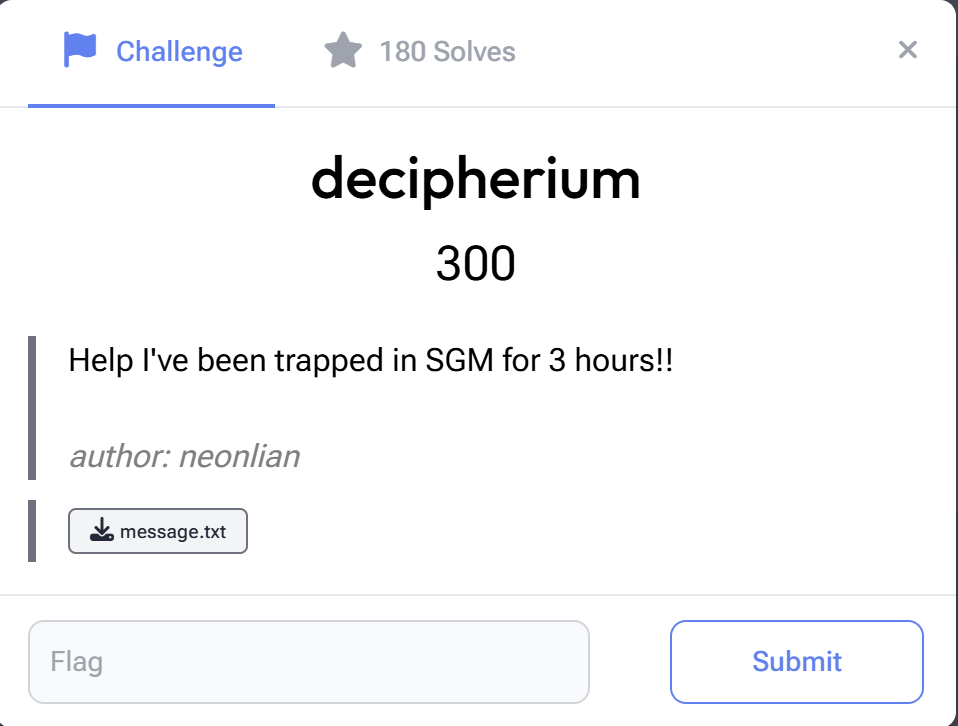 Challenge
180 Solves
×
decipherium
300
Help I've been trapped in SGM for 3 hours!!
author: neonlian
message.txt
Flag
Submit